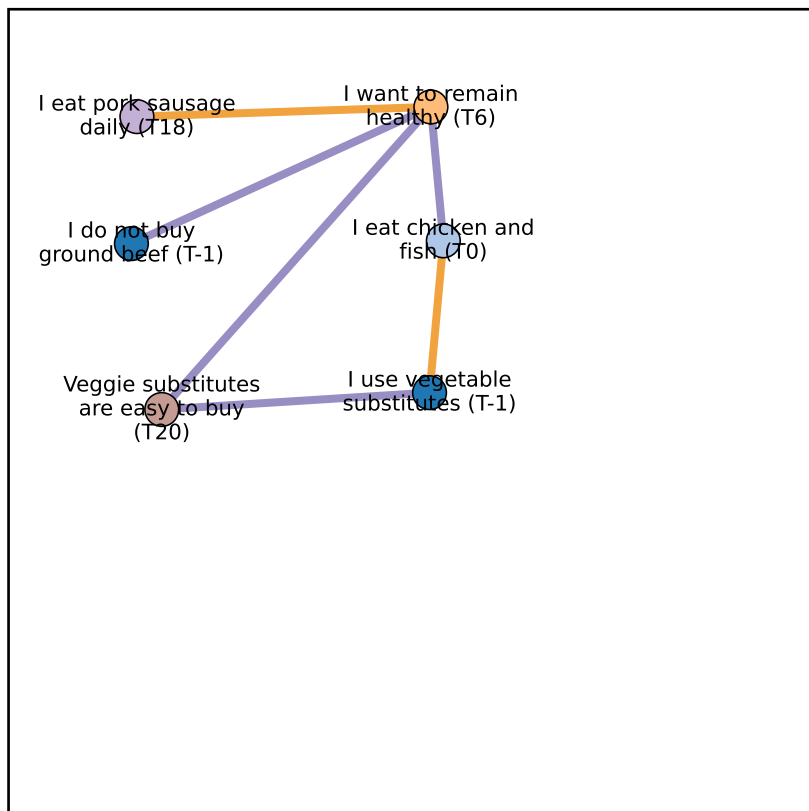 I eat pork sausage
daily (T18)
I want to remain
healthy (T6)
I do not buy
ground beef (T-1)
I eat chicken and
fish (T0)
Veggie substitutes
are easy to buy
(T20)
I use vegetable
substitutes (T-1)